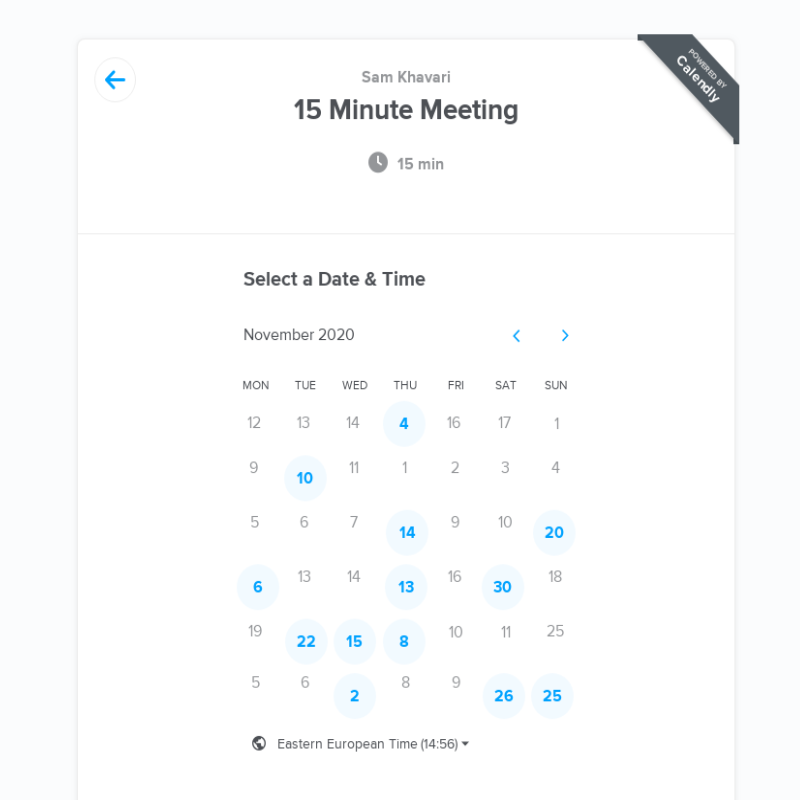 Sam Khavari
15 Minute Meeting
POWERED BY
Calendly
15 min
Select a Date & Time
November 2020
MON TUE WED THU FRI SAT SUN
12 13 14 4 16 17 1
9 10 11 1 2 3 4
5 6 7 14 9 10 20
6 13 14 13 16 30 18
19 22 15 8 10 11 25
5 6 2 8 9 26 25
Eastern European Time (14:56)